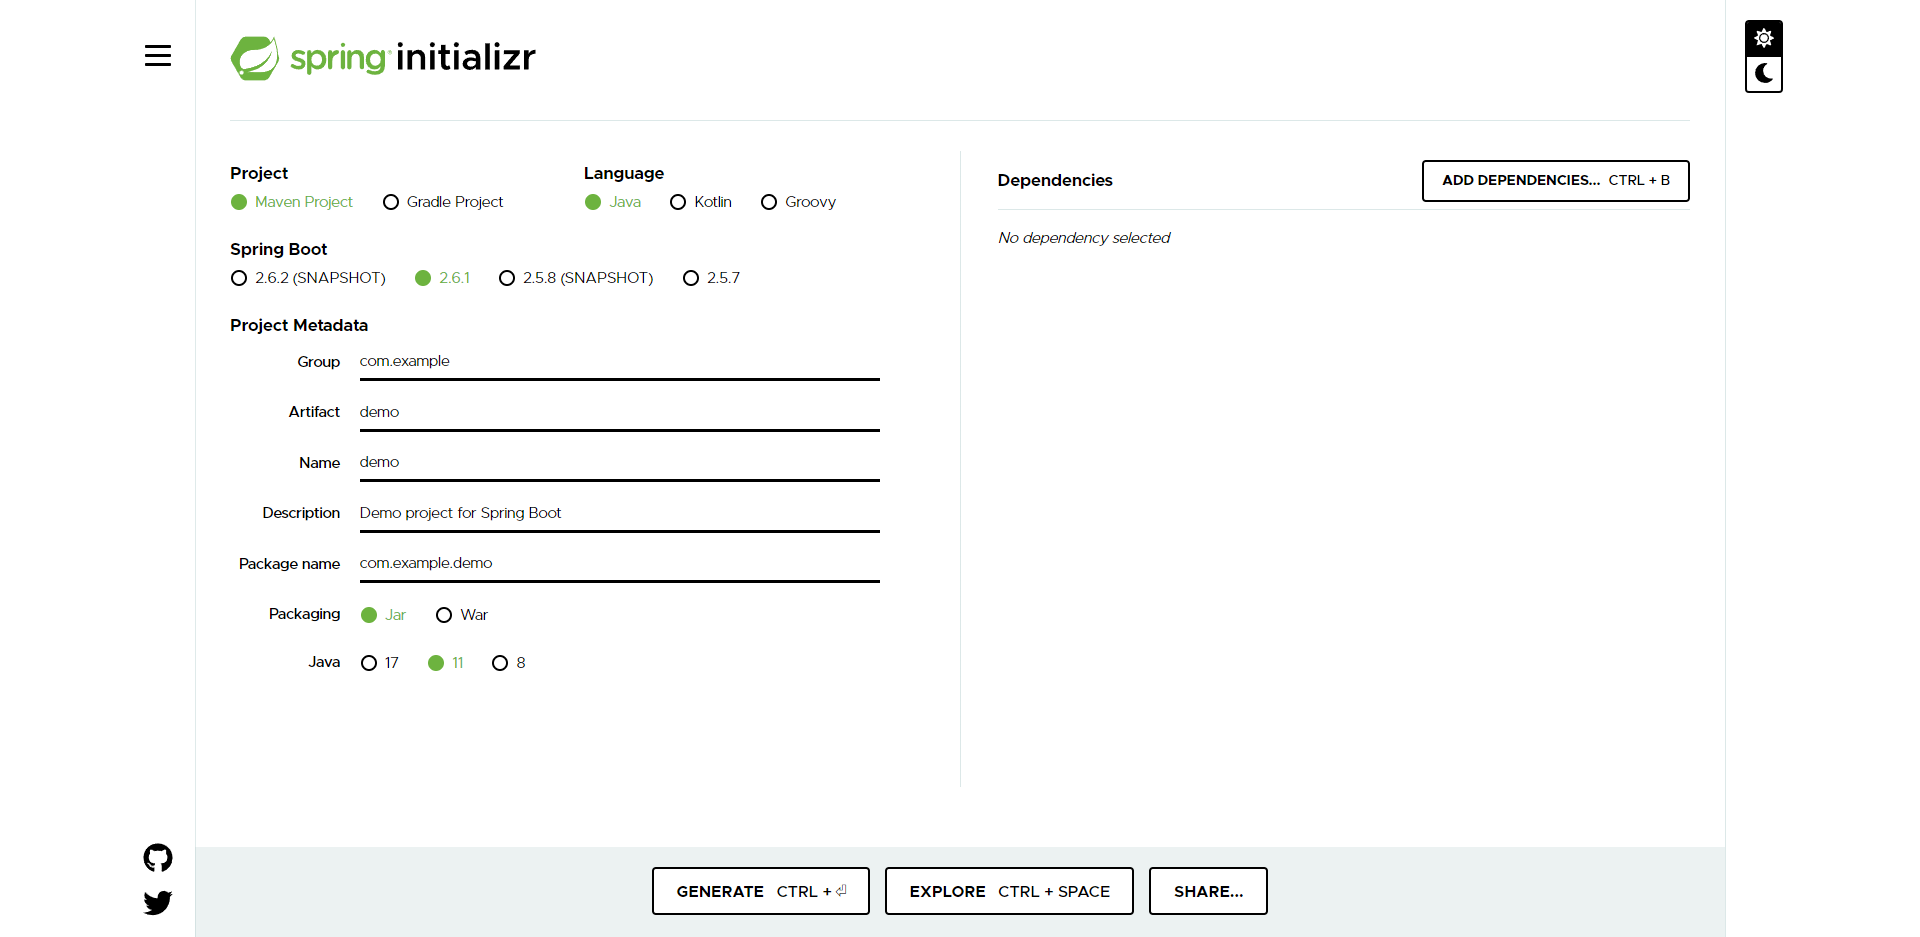 spring initializr
Project
Maven Project Gradle Project
Language
Java Kotlin Groovy
Spring Boot
2.6.2 (SNAPSHOT) 2.6.1 2.5.8 (SNAPSHOT) 2.5.7
Project Metadata
Group com.example
Artifact demo
Name demo
Description Demo project for Spring Boot
Package name com.example.demo
Packaging Jar War
Java 17 11 8
Dependencies
ADD DEPENDENCIES... CTRL + B
No dependency selected
GENERATE CTRL + ⏎
EXPLORE CTRL + SPACE
SHARE...